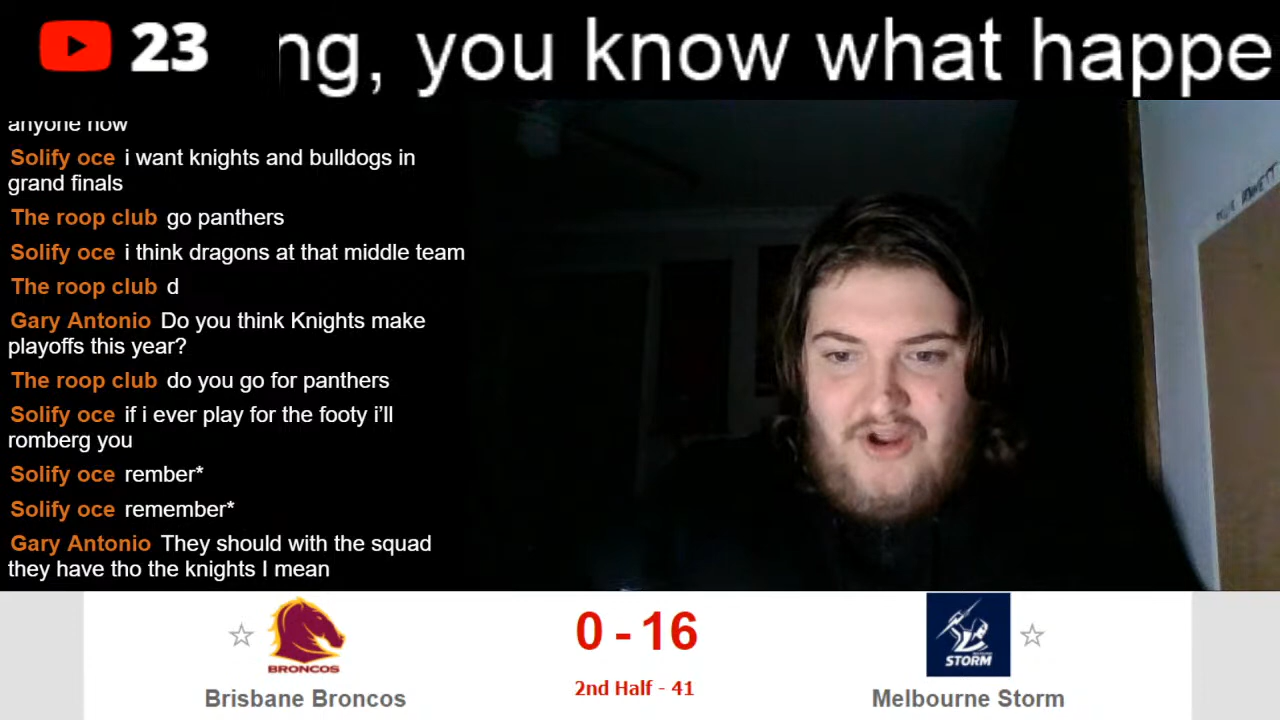 23
ng, you know what happe
anyone now
Solify oce i want knights and bulldogs in
grand finals
The roop club go panthers
Solify oce i think dragons at that middle team
The roop club d
Gary Antonio Do you think Knights make
playoffs this year?
The roop club do you go for panthers
Solify oce if i ever play for the footy i’ll
romberg you
Solify oce rember*
Solify oce remember*
Gary Antonio They should with the squad
they have tho the knights I mean
BRONCOS
Brisbane Broncos
0 - 16
2nd Half - 41
STORM
Melbourne Storm